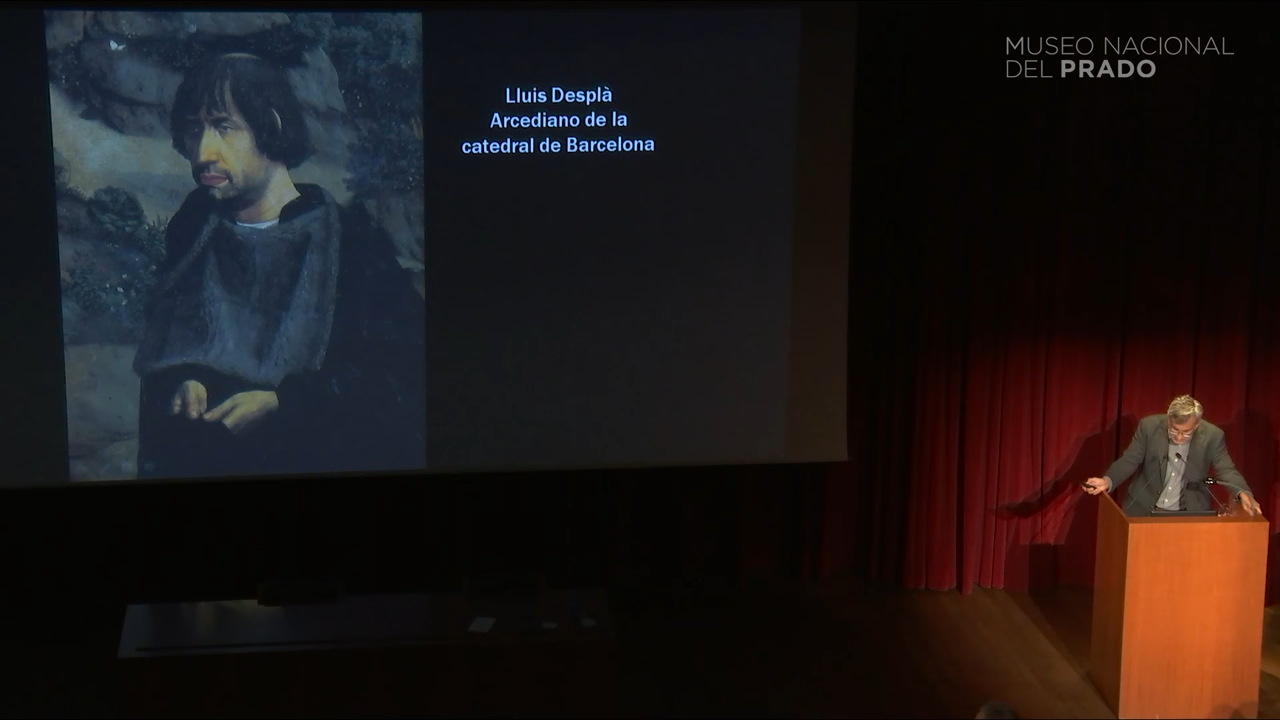 MUSEO NACIONAL
DEL PRADO
Lluis Desplà
Arcediano de la
catedral de Barcelona